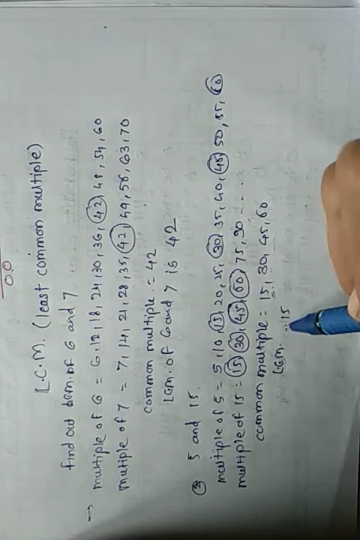 L.C.M. (least common multiple)
find out LCM of 6 and 7
→ multiple of 6 = 6,12,18,24,30,36,42,48,54,60
multiple of 7 = 7,14,21,28,35,42,49,56,63,70
common multiple = 42
LCM. of 6 and 7 is 42
5 and 15.
multiple of 5 = 5,10,15,20,25,30,35,40,45,50,55,60
multiple of 15 = 15,30,45,60,75,90 - - .
common multiple = 15,30,45,60
LCM. ...15